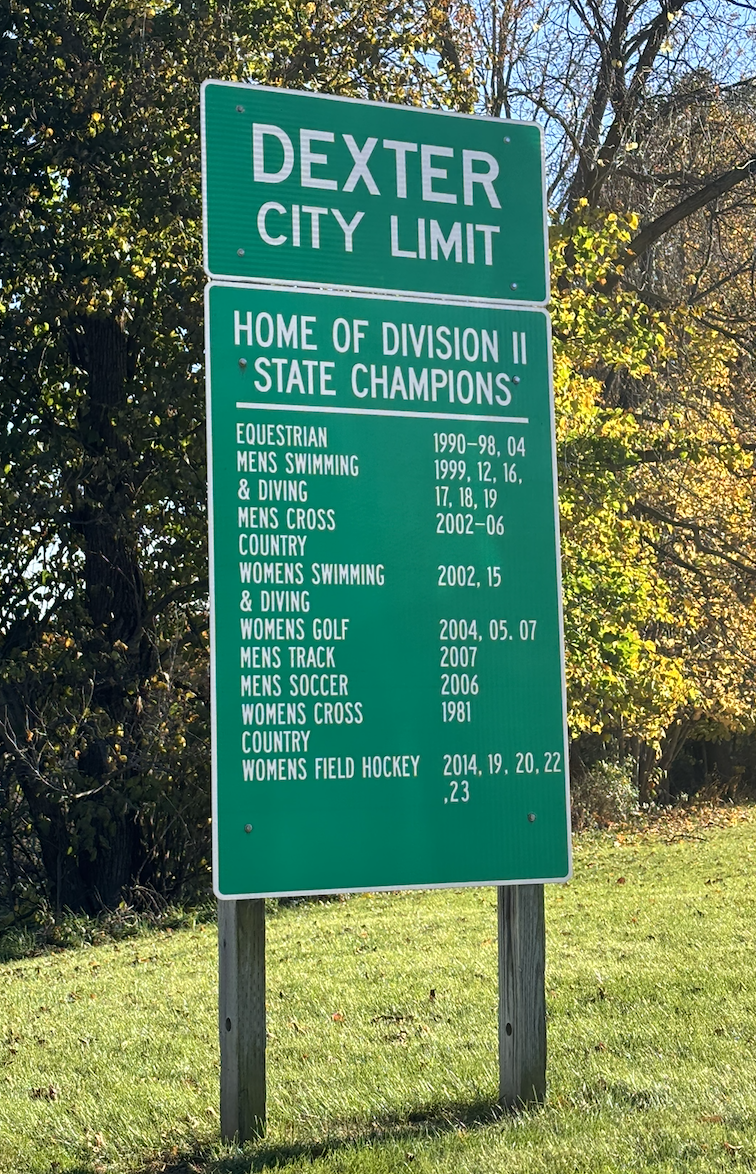 DEXTER
CITY LIMIT
HOME OF DIVISION II
STATE CHAMPIONS
EQUESTRIAN 1990-98, 04
MENS SWIMMING 1999, 12, 16,
& DIVING 17, 18, 19
MENS CROSS 2002-06
COUNTRY
WOMENS SWIMMING 2002, 15
& DIVING
WOMENS GOLF 2004, 05. 07
MENS TRACK 2007
MENS SOCCER 2006
WOMENS CROSS 1981
COUNTRY
WOMENS FIELD HOCKEY 2014, 19, 20, 22
,23